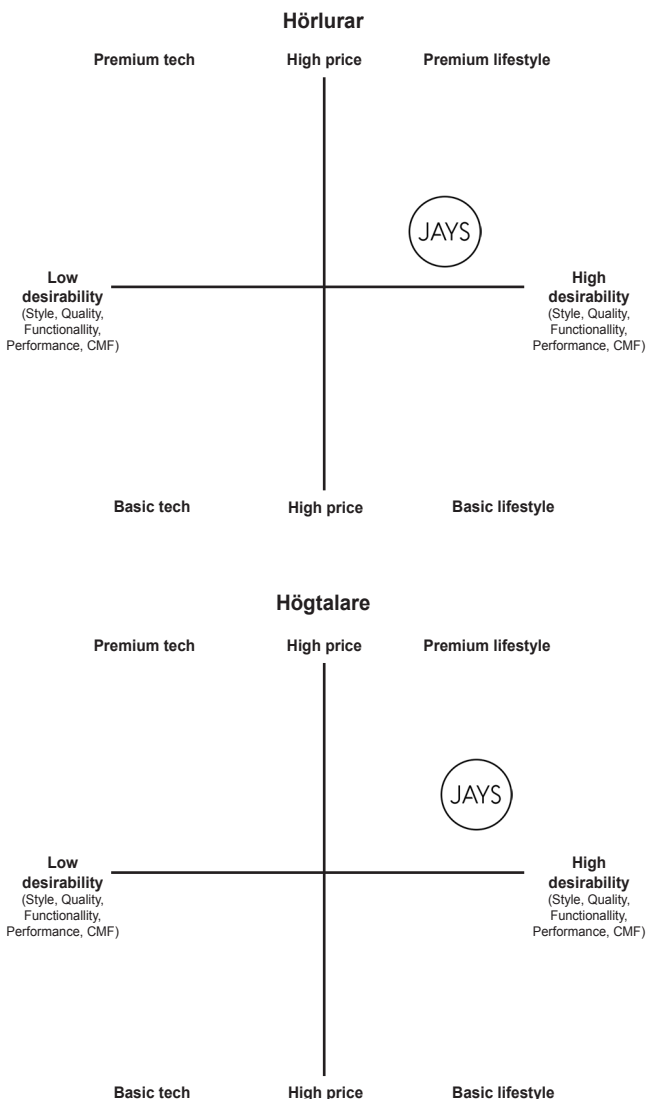 Hörlurar
Premium tech High price Premium lifestyle
JAYS
Low
desirability
(Style, Quality,
Functionallity,
Performance, CMF)
High
desirability
(Style, Quality,
Functionallity,
Performance, CMF)
Basic tech High price Basic lifestyle
Högtalare
Premium tech High price Premium lifestyle
JAYS
Low
desirability
(Style, Quality,
Functionallity,
Performance, CMF)
High
desirability
(Style, Quality,
Functionallity,
Performance, CMF)
Basic tech High price Basic lifestyle